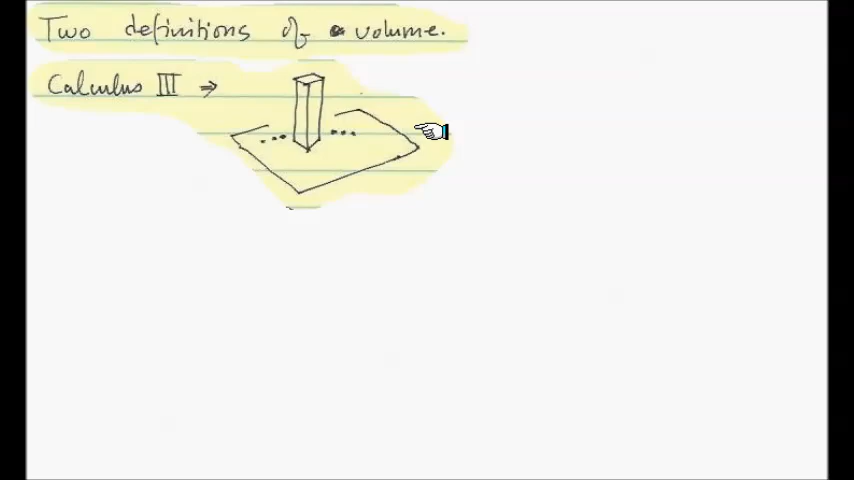 Two definitions of volume.
Calculus III ⇒